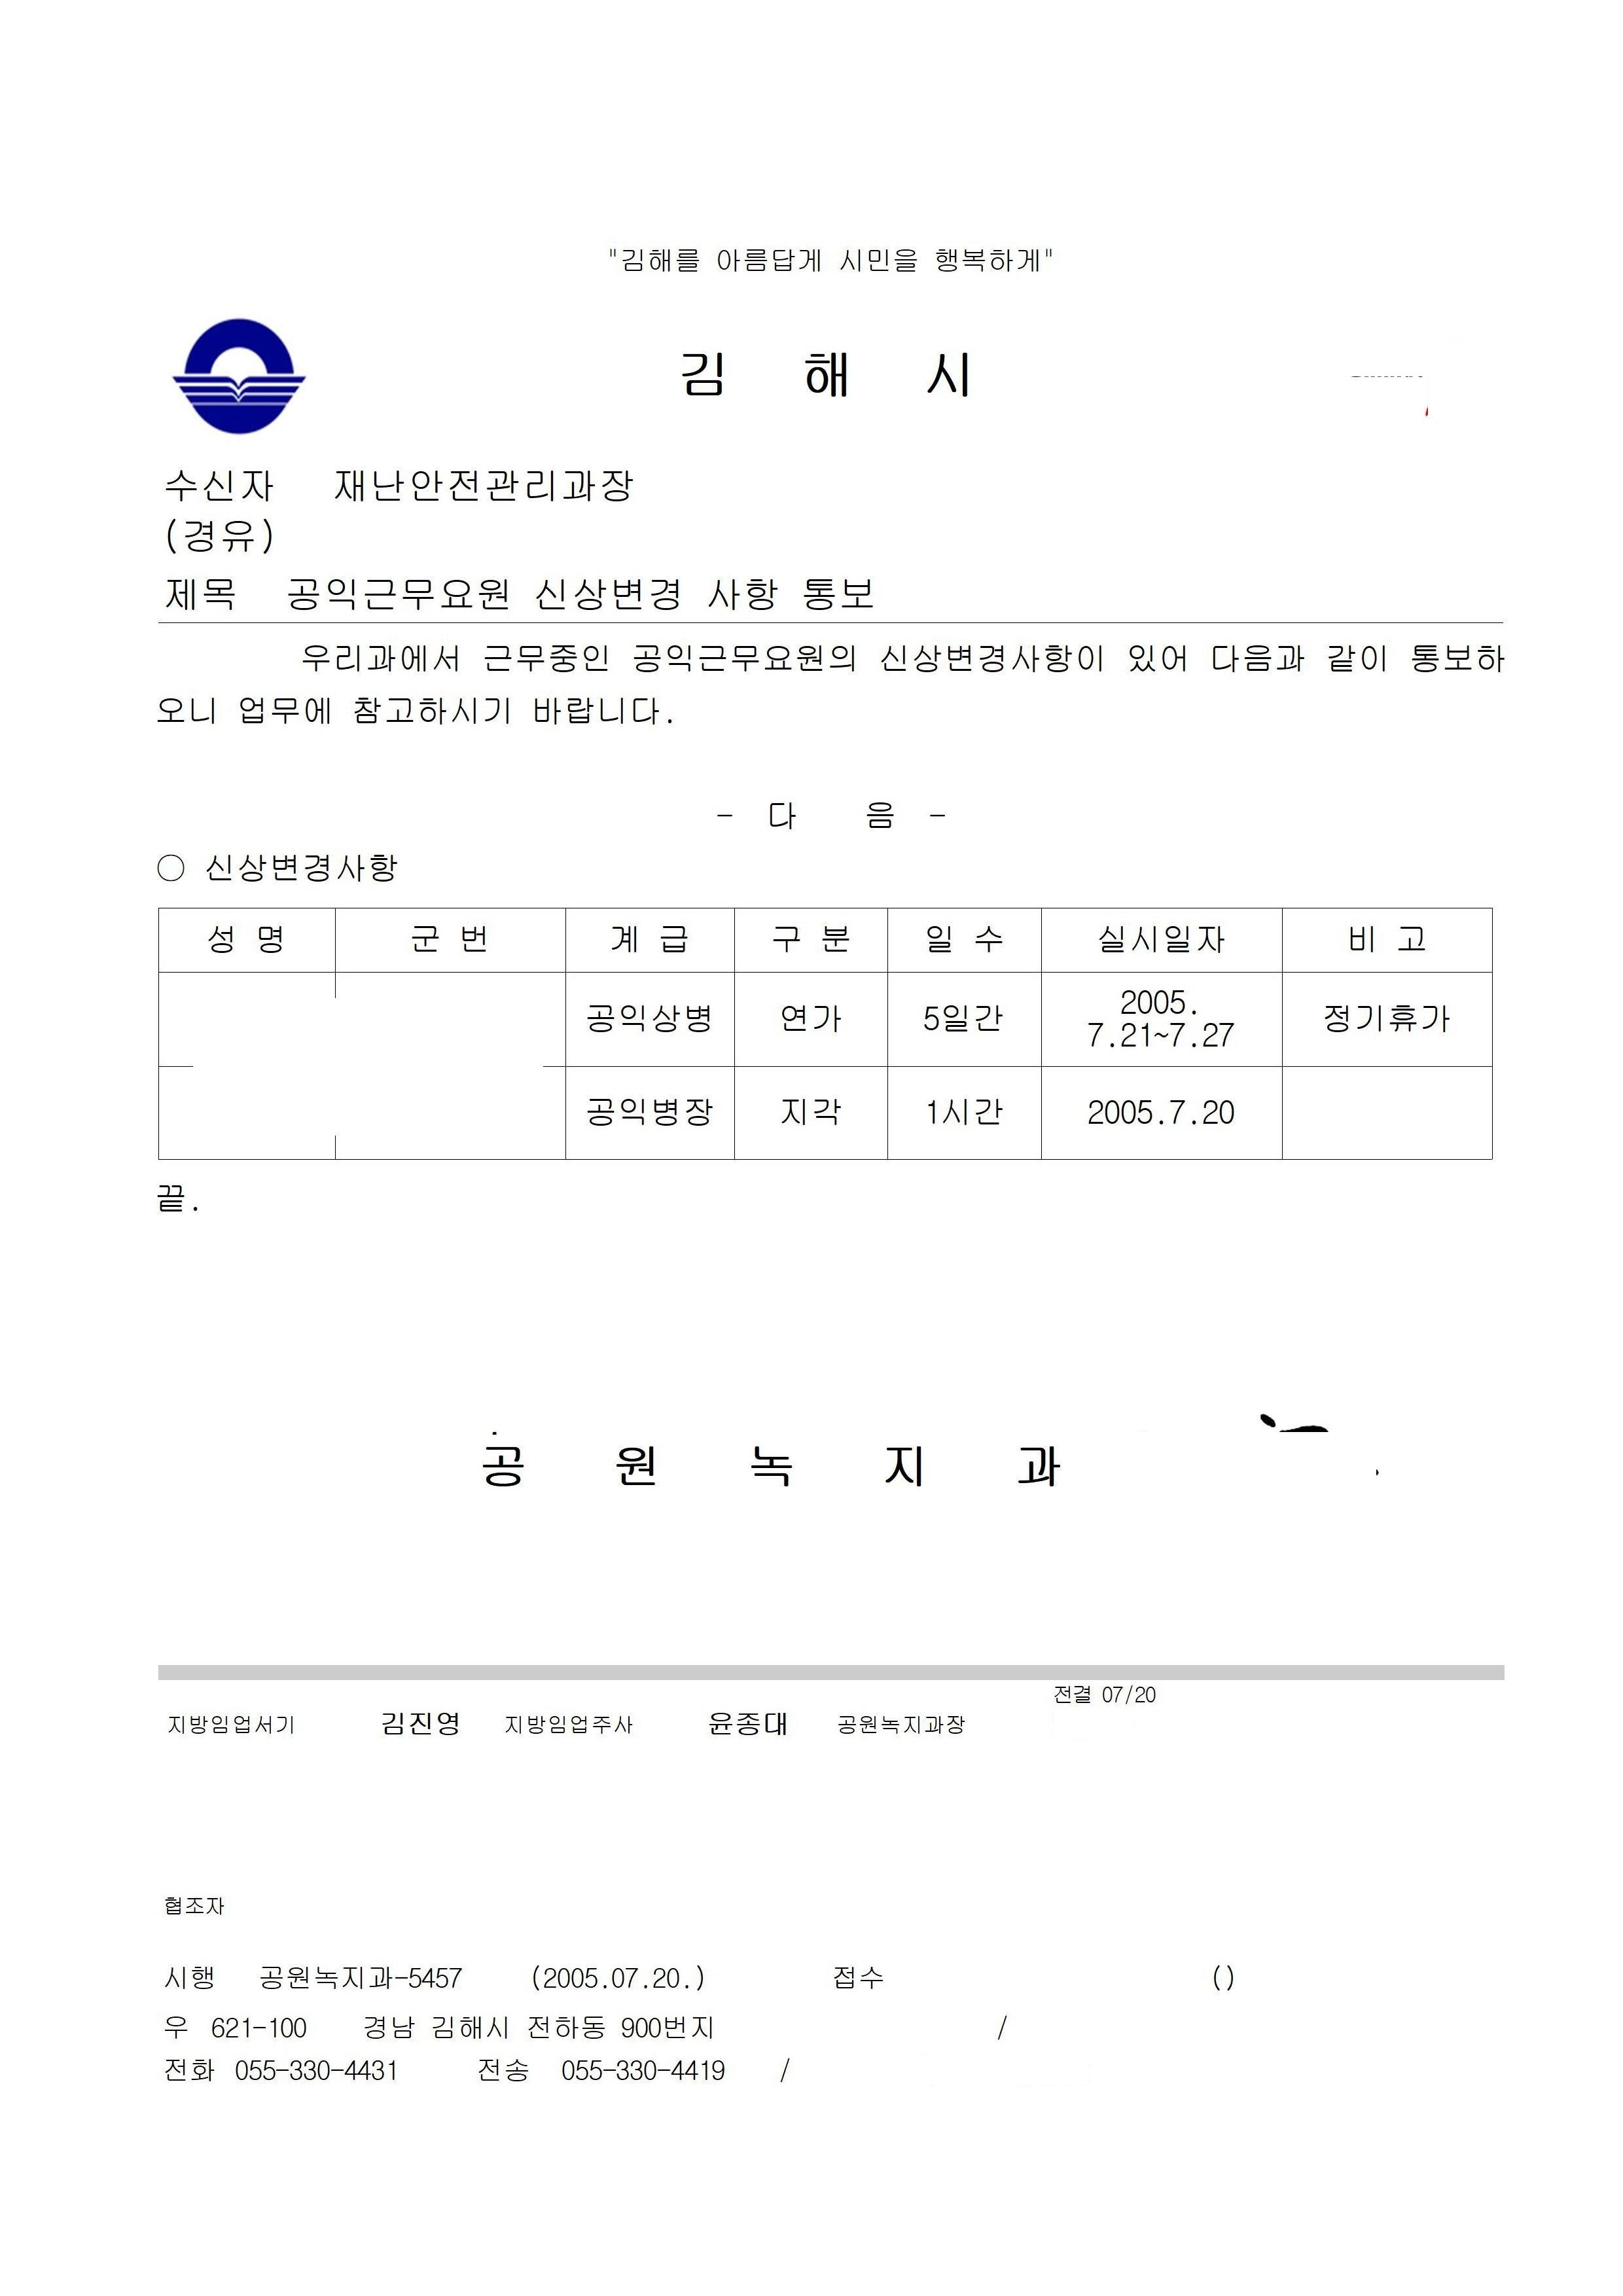 "김해를 아름답게 시민을 행복하게"
김 해 시
수신자 재난안전관리과장
(경유)
제목 공익근무요원 신상변경 사항 통보
우리과에서 근무중인 공익근무요원의 신상변경사항이 있어 다음과 같이 통보하
오니 업무에 참고하시기 바랍니다.
- 다 음 -
○ 신상변경사항
성 명 군 번 계 급 구 분 일 수 실시일자 비 고
공익상병 연가 5일간 2005. 7.21~7.27 정기휴가
공익병장 지각 1시간 2005.7.20
끝.
공 원 녹 지 과
전결 07/20
지방임업서기 김진영 지방임업주사 윤종대 공원녹지과장
협조자
시행 공원녹지과-5457 (2005.07.20.) 접수 ()
우 621-100 경남 김해시 전하동 900번지 /
전화 055-330-4431 전송 055-330-4419 /